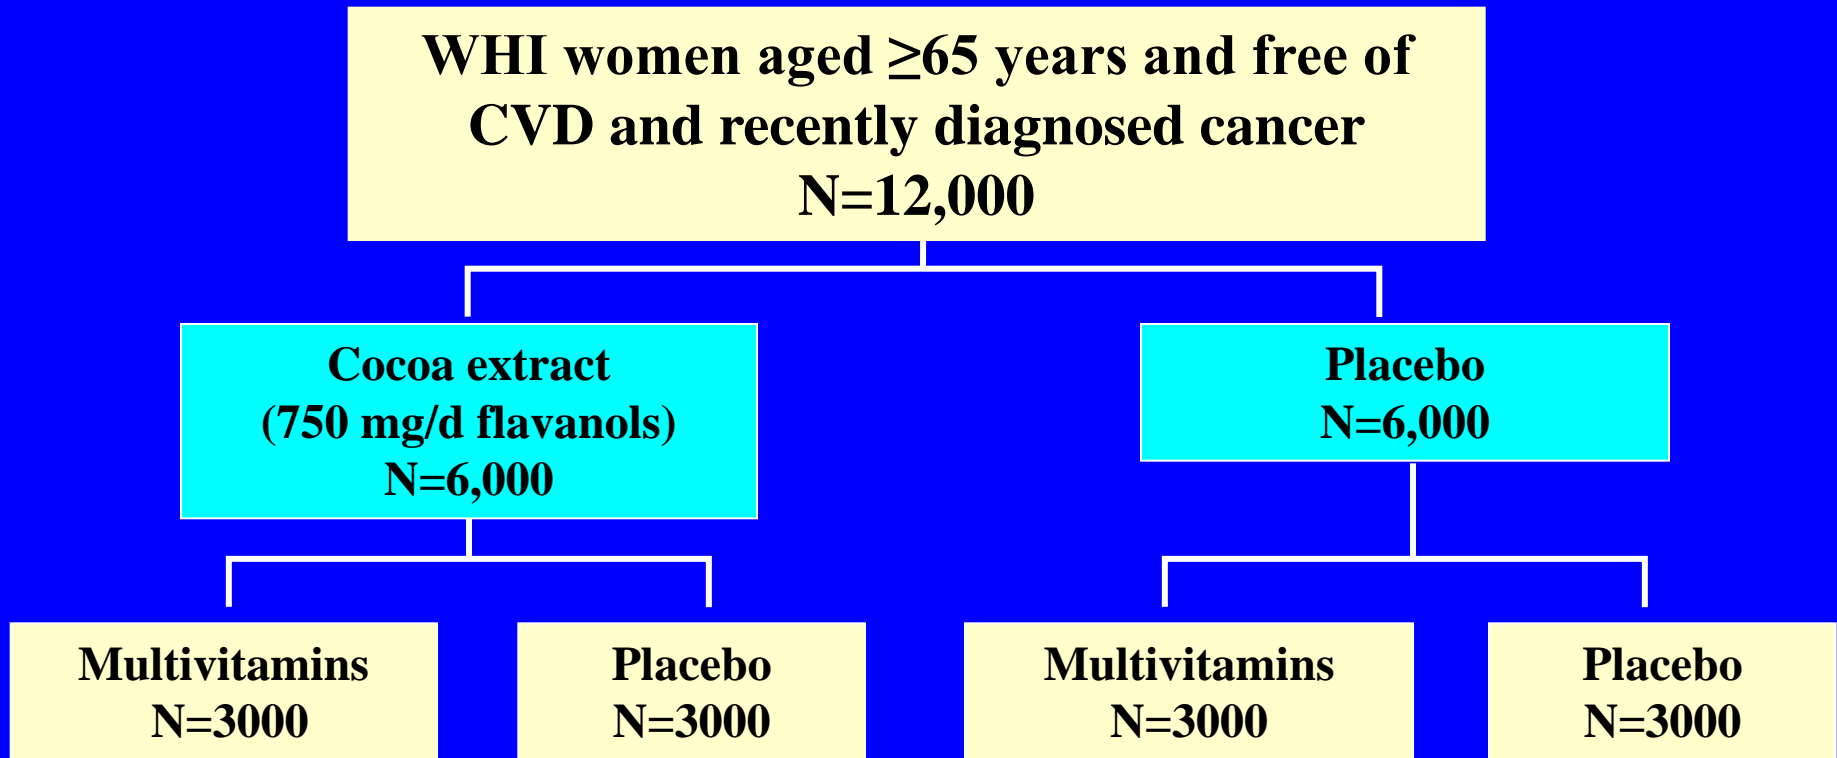 WHI women aged ≥65 years and free of
CVD and recently diagnosed cancer
N=12,000
Cocoa extract
(750 mg/d flavanols)
N=6,000
Placebo
N=6,000
Multivitamins
N=3000
Placebo
N=3000
Multivitamins
N=3000
Placebo
N=3000